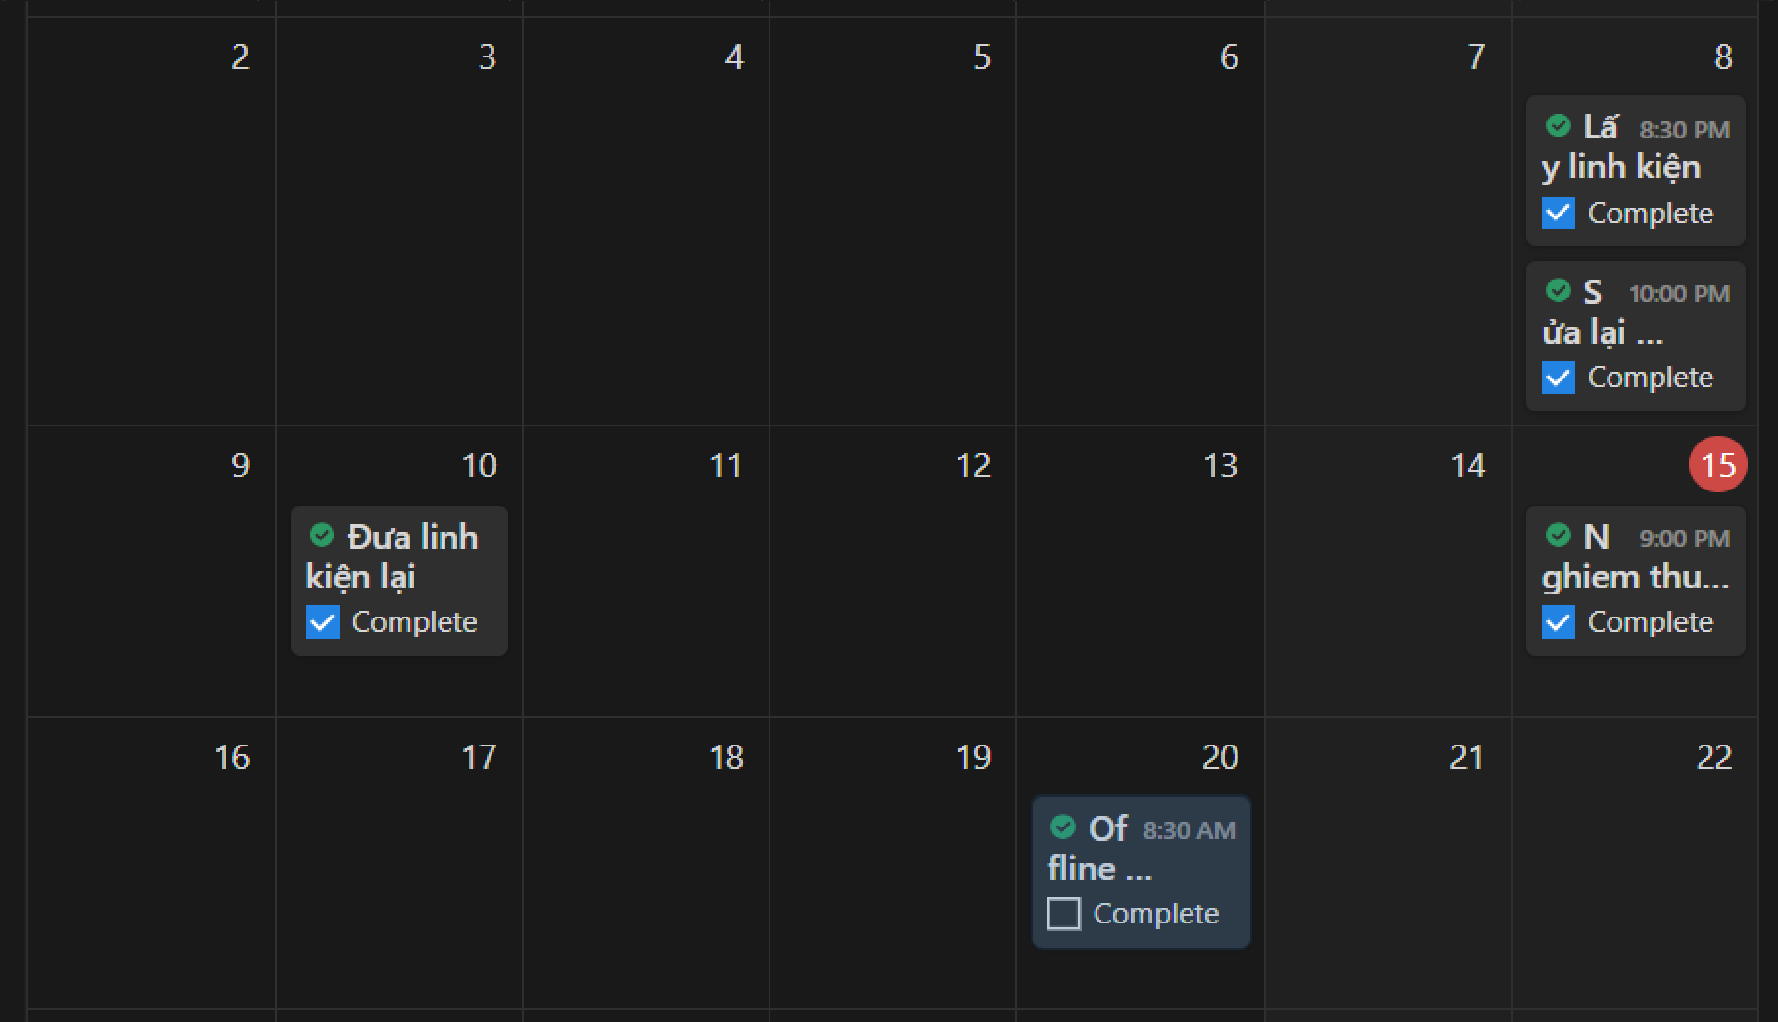 2 3 4 5 6 7 8
Lấ 8:30 PM
y linh kiện
Complete
S 10:00 PM
ửa lại ...
Complete
9 10 11 12 13 14 15
Đưa linh
kiện lại
Complete
N 9:00 PM
ghiem thu...
Complete
16 17 18 19 20 21 22
Of 8:30 AM
fline ...
Complete